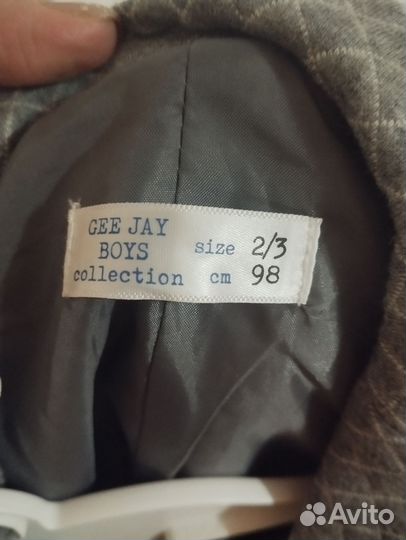 GEE JAY
BOYS
collection
size 2/3
cm 98
Avito